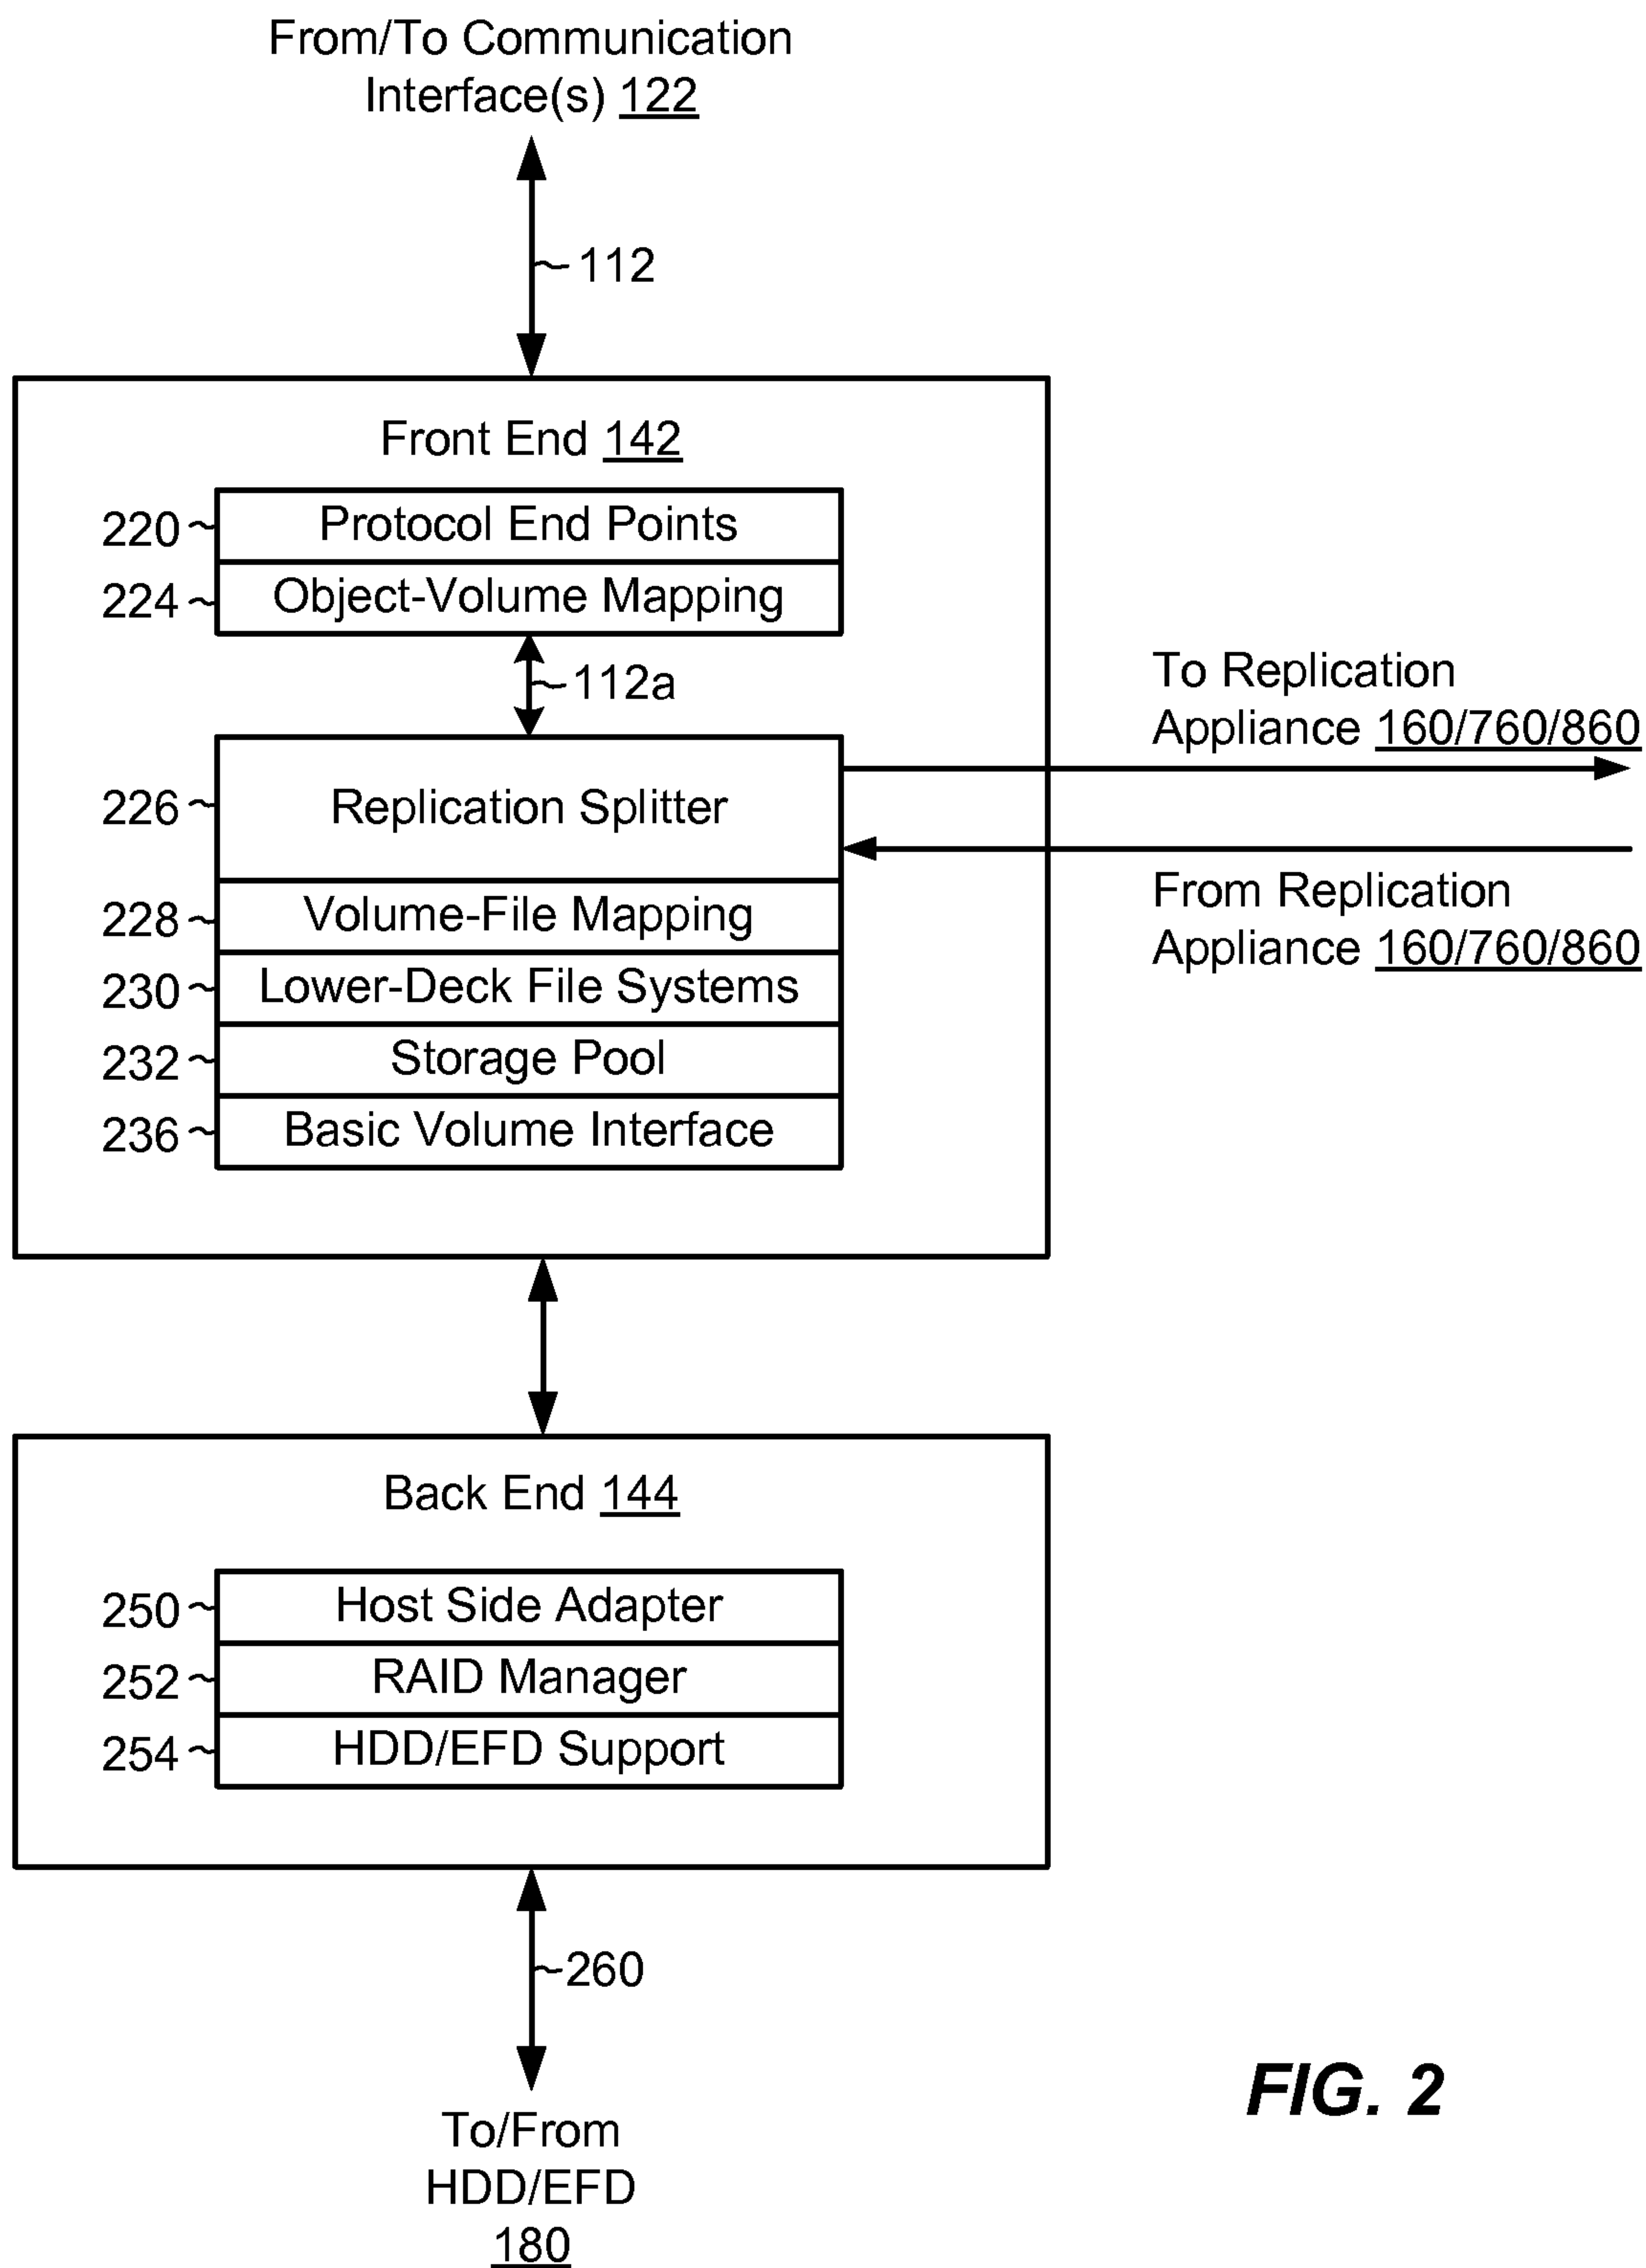 From/To Communication
Interface(s) 122
112
Front End 142
220
Protocol End Points
224
Object-Volume Mapping
112a
To Replication
Appliance 160/760/860
226
Replication Splitter
From Replication
Appliance 160/760/860
228
Volume-File Mapping
230
Lower-Deck File Systems
232
Storage Pool
236
Basic Volume Interface
Back End 144
250
Host Side Adapter
252
RAID Manager
254
HDD/EFD Support
260
To/From
HDD/EFD
180
FIG. 2